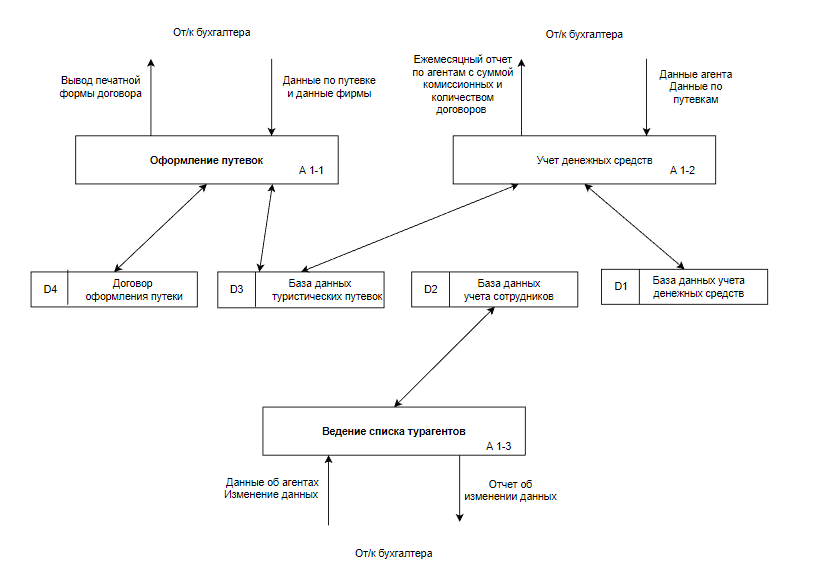 От/к бухгалтера
От/к бухгалтера
Вывод печатной
формы договора
Данные по путевке
и данные фирмы
Ежемесяцный отчет
по агентам с суммой
комиссионных и
количеством
договоров
Данные агента
Данные по
путевкам
Оформление путевок
А 1-1
Учет денежных средств
А 1-2
D4
Договор
оформления путеки
D3
База данных
туристических путевок
D2
База данных
учета сотрудников
D1
База данных учета
денежных средств
Ведение списка турагентов
А 1-3
Данные об агентах
Изменение данных
Отчет об
изменении данных
От/к бухгалтера